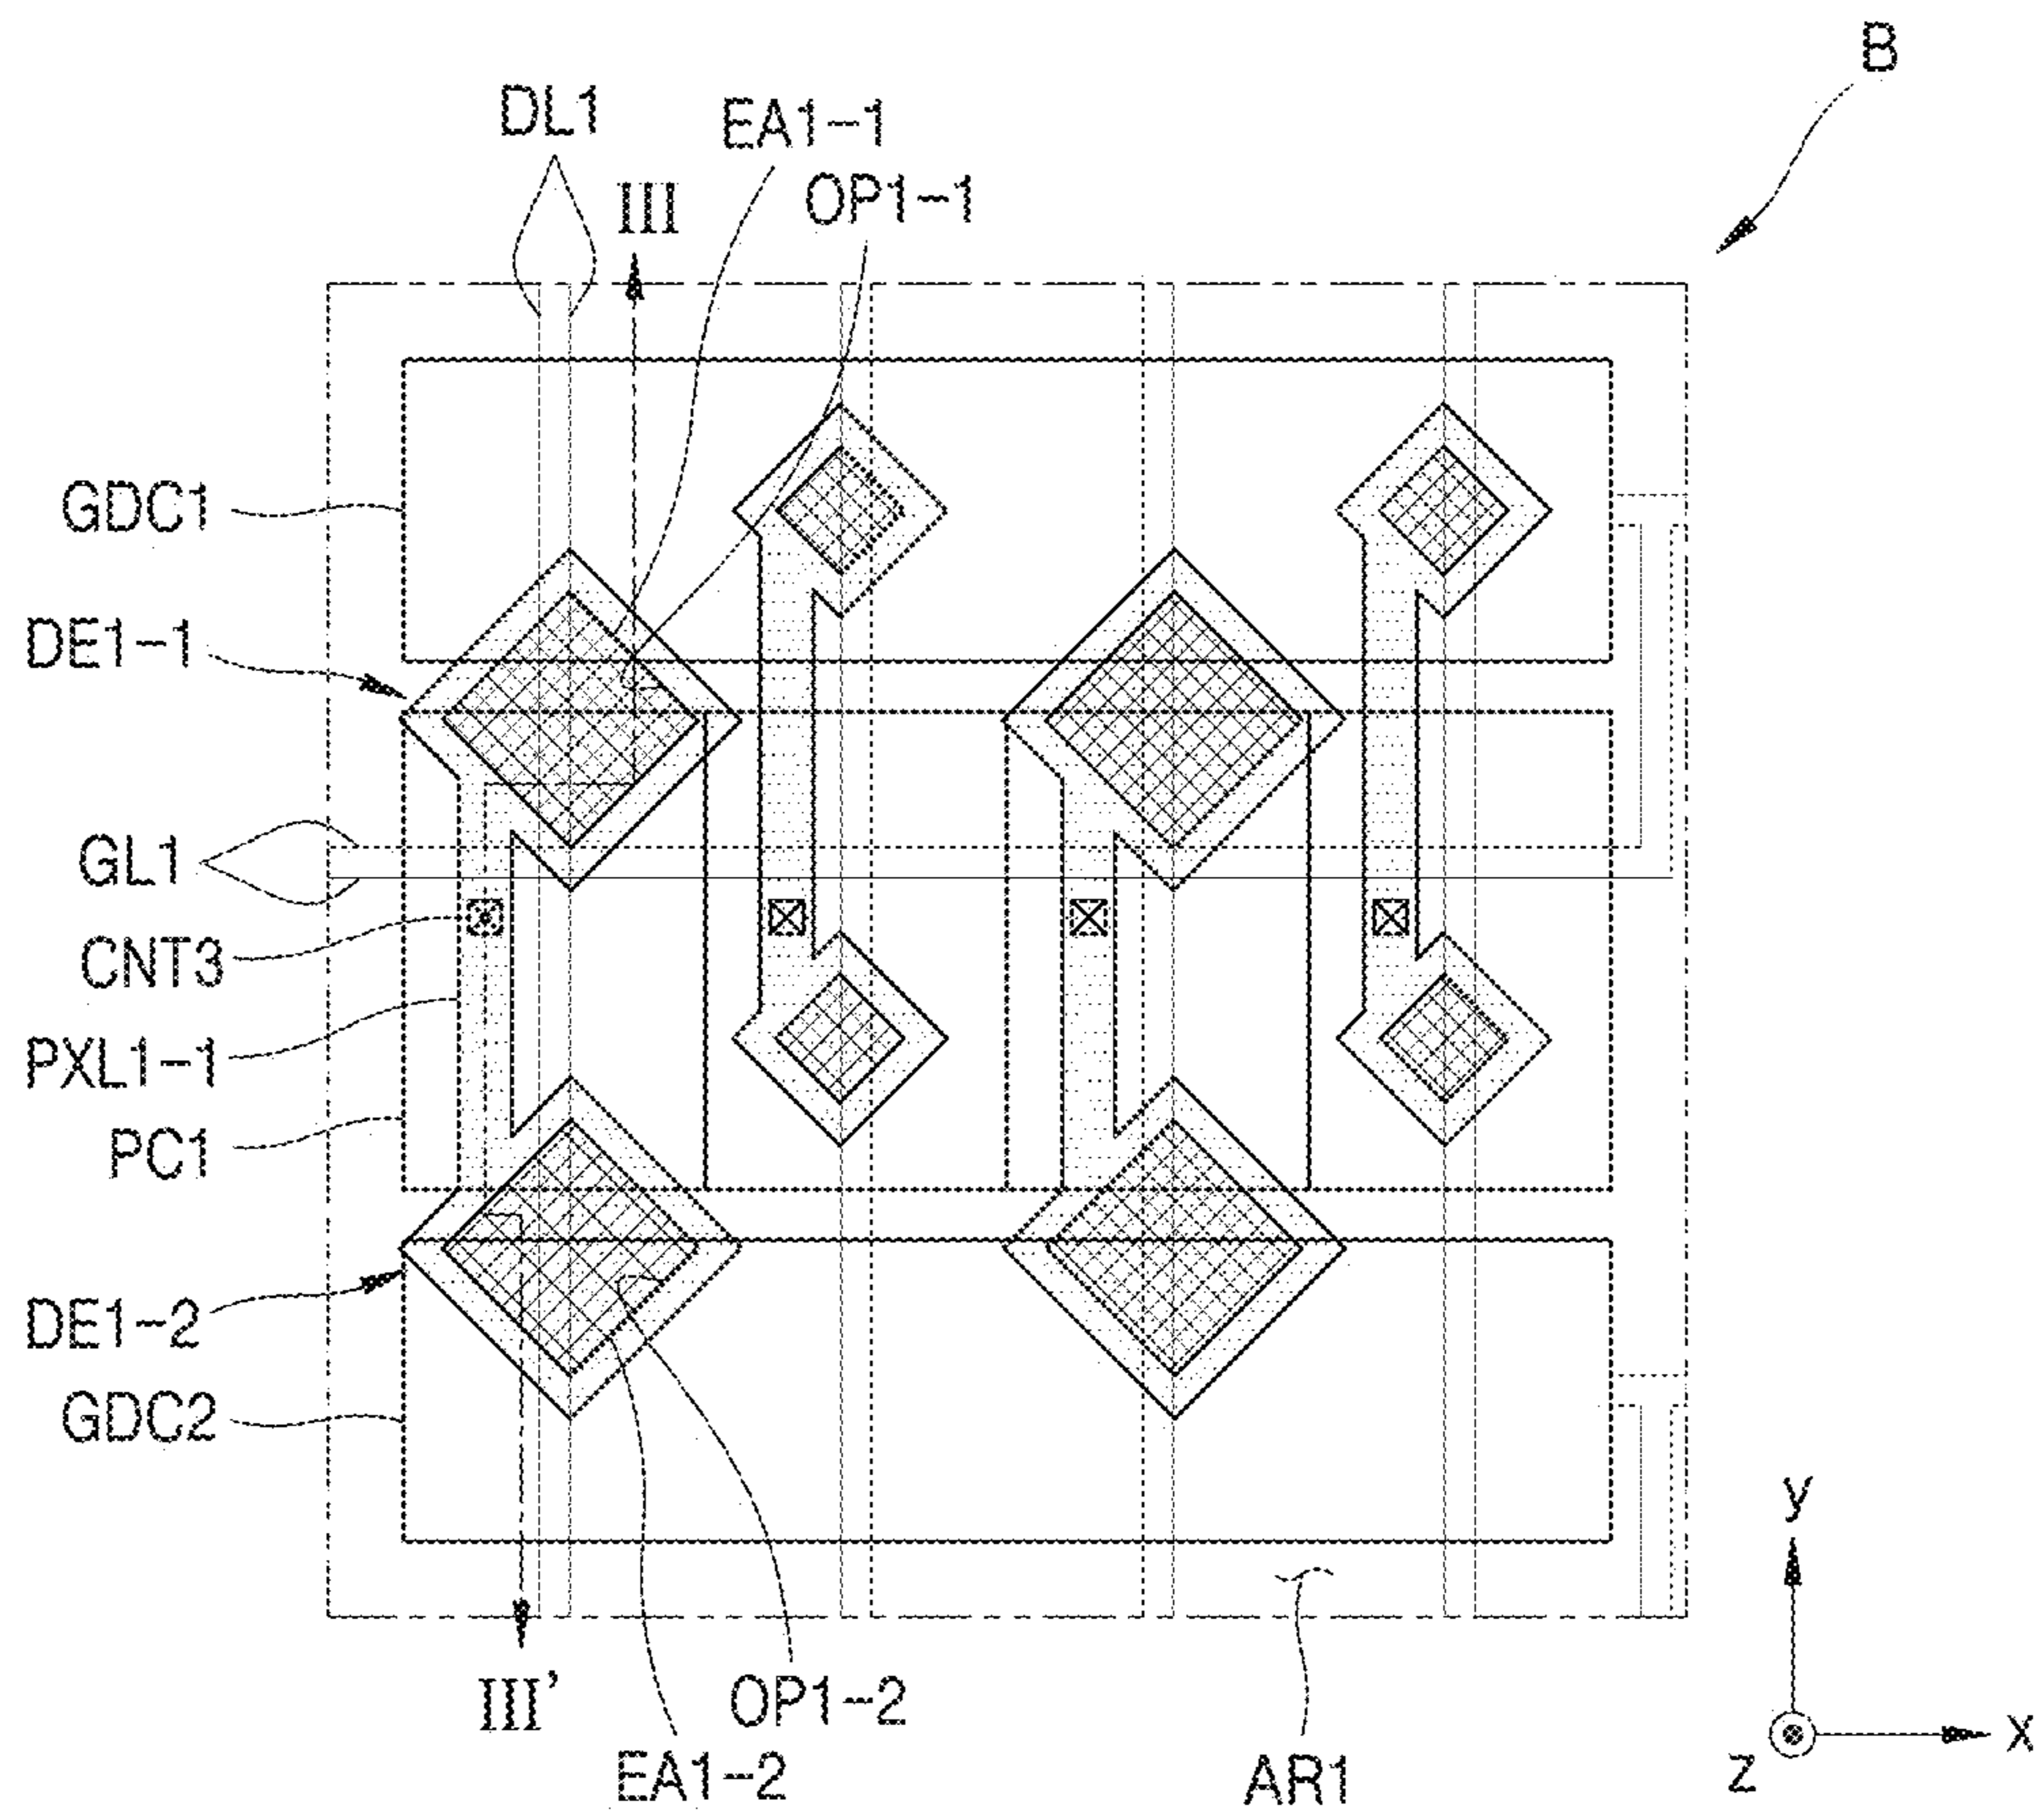 B
DL1
EA1-1
III
OP1-1
GDC1
DE1-1
GL1
CNT3
PXL1-1
PC1
DE1-2
GDC2
y
III'
OP1-2
EA1-2
AR1
z
x